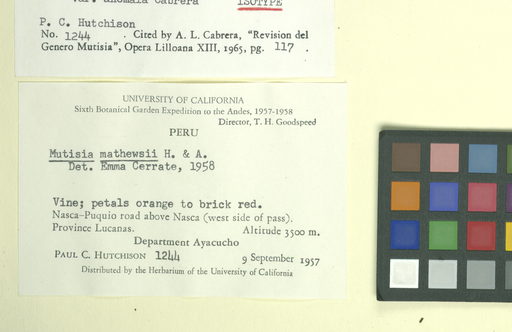 var. anomala Cabrera ISOTYPE
P. C. Hutchison
No. 1244 . Cited by A. L. Cabrera, "Revision del
Genero Mutisia", Opera Lilloana XIII, 1965, pg. 117 .
UNIVERSITY OF CALIFORNIA
Sixth Botanical Garden Expedition to the Andes, 1957-1958
Director, T. H. Goodspeed
PERU
Mutisia mathewsii H. & A.
Det. Emma Cerrate, 1958
Vine; petals orange to brick red.
Nasca-Puquio road above Nasca (west side of pass).
Province Lucanas. Altitude 3500 m.
Department Ayacucho
PAUL C. HUTCHISON 1244 9 September 1957
Distributed by the Herbarium of the University of California